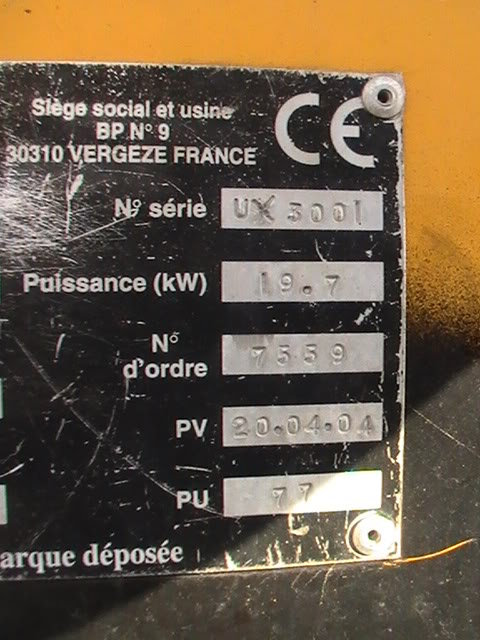 Siège social et usine
BP N° 9
30310 VERGEZE FRANCE
CE
N° série UX 3001
Puissance (kW) 19.7
N° d'ordre 7559
PV 20.04.04
PU 77
arque déposée